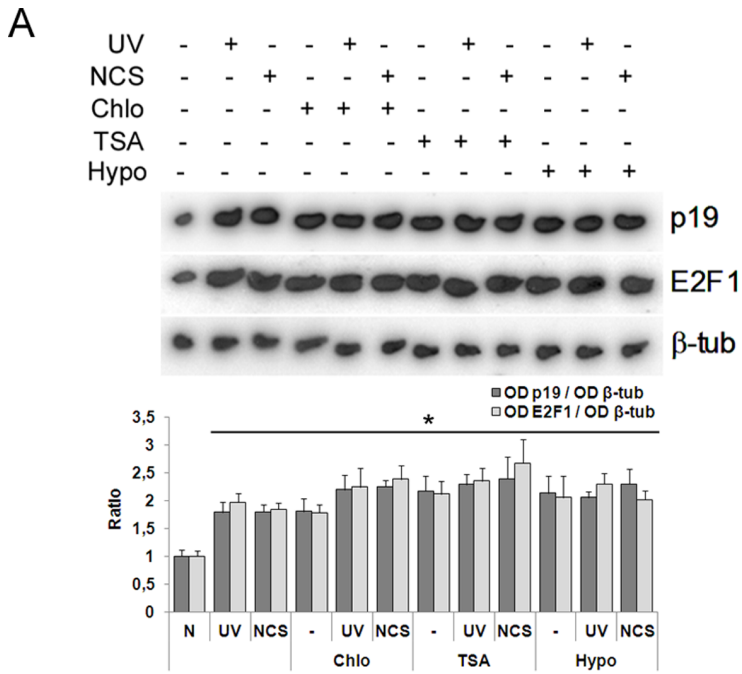 A
UV - + - - + - - + - - + -
NCS - - + - - + - - + - - +
Chlo - - - + + + - - - - - -
TSA - - - - - - + + + - - -
Hypo - - - - - - - - - + + +
p19
E2F1
β-tub
OD p19 / OD β-tub
OD E2F1 / OD β-tub
*
3,5
3
2,5
2
1,5
1
0,5
0
Ratio
N UV NCS - UV NCS - UV NCS - UV NCS
Chlo TSA Hypo